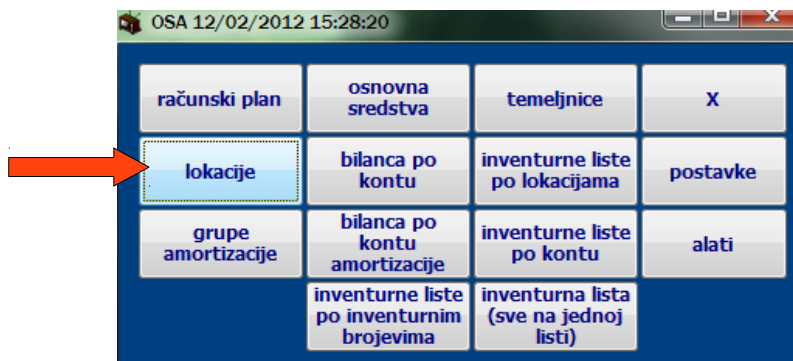 OSA 12/02/2012 15:28:20
računski plan
osnovna
sredstva
temeljnice
X
lokacije
bilanca po
kontu
inventurne liste
po lokacijama
postavke
grupe
amortizacije
bilanca po
kontu
amortizacije
inventurne liste
po kontu
alati
inventurne liste
po inventurnim
brojevima
inventurna lista
(sve na jednoj
listi)